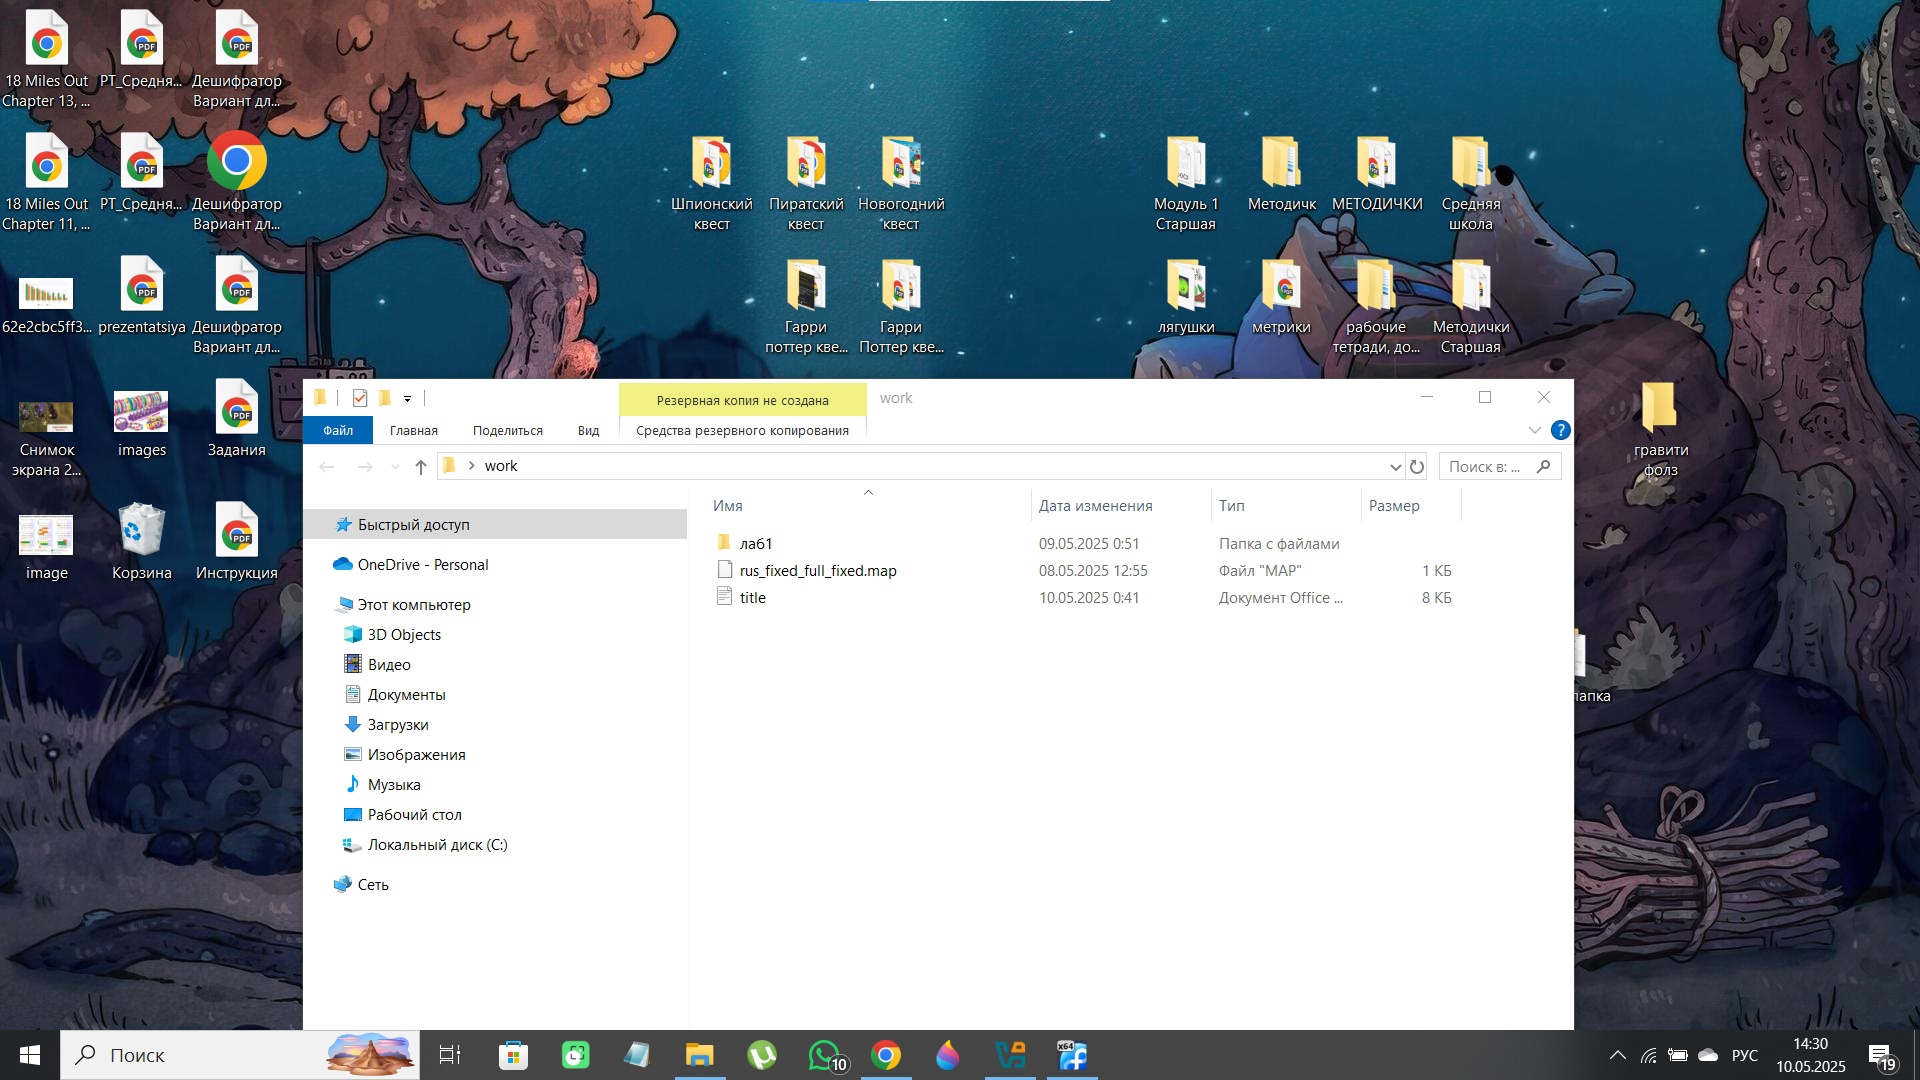 18 Miles Out
Chapter 13, ...
РТ_Средня...
Дешифратор
Вариант дл...
18 Miles Out
Chapter 11, ...
РТ_Средня...
Дешифратор
Вариант дл...
62e2cbc5ff3...
prezentatsiya
Дешифратор
Вариант дл...
Снимок
экрана 2...
images
Задания
image
Корзина
Инструкция
Шпионский
квест
Пиратский
квест
Новогодний
квест
Гарри
поттер кве...
Гарри
Поттер кве...
Модуль 1
Старшая
Методичк
МЕТОДИЧКИ
Средняя
школа
лягушки
метрики
рабочие
тетради, до...
Методички
Старшая
гравити
фолз
папка
Резервная копия не создана
work
Файл
Главная
Поделиться
Вид
Средства резервного копирования
work
Поиск в: ...
Имя
Дата изменения
Тип
Размер
лаб1
09.05.2025 0:51
Папка с файлами
rus_fixed_full_fixed.map
08.05.2025 12:55
Файл "MAP"
1 КБ
title
10.05.2025 0:41
Документ Office ...
8 КБ
Быстрый доступ
OneDrive - Personal
Этот компьютер
3D Objects
Видео
Документы
Загрузки
Изображения
Музыка
Рабочий стол
Локальный диск (C:)
Сеть
Поиск
10
x64
РУС
14:30
10.05.2025
19